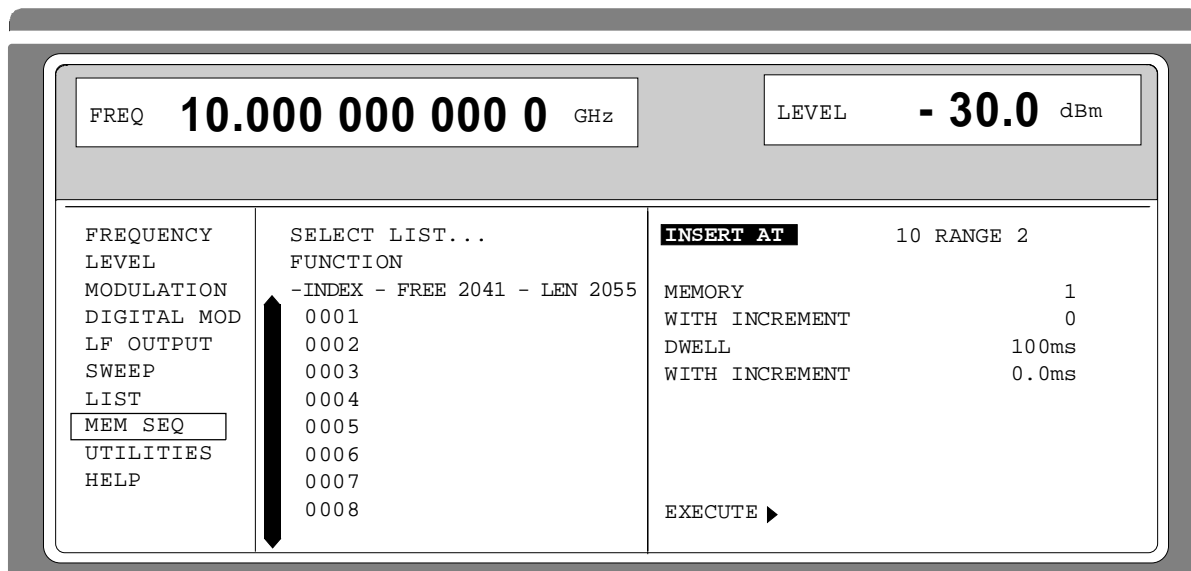 FREQ 10.000 000 000 0 GHz
LEVEL - 30.0 dBm
FREQUENCY
LEVEL
MODULATION
DIGITAL MOD
LF OUTPUT
SWEEP
LIST
MEM SEQ
UTILITIES
HELP
SELECT LIST...
FUNCTION
-INDEX - FREE 2041 - LEN 2055
0001
0002
0003
0004
0005
0006
0007
0008
INSERT AT 10 RANGE 2
MEMORY 1
WITH INCREMENT 0
DWELL 100ms
WITH INCREMENT 0.0ms
EXECUTE